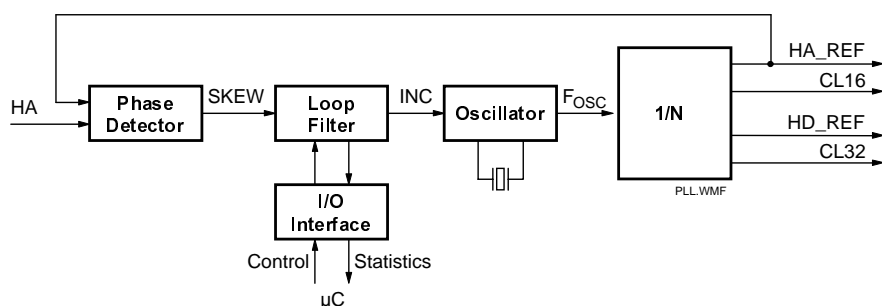 HA_REF
CL16
HD_REF
CL32
HA
Phase
Detector
SKEW
Loop
Filter
INC
Oscillator
FOSC
1/N
PLL.WMF
I/O
Interface
Control
Statistics
µC